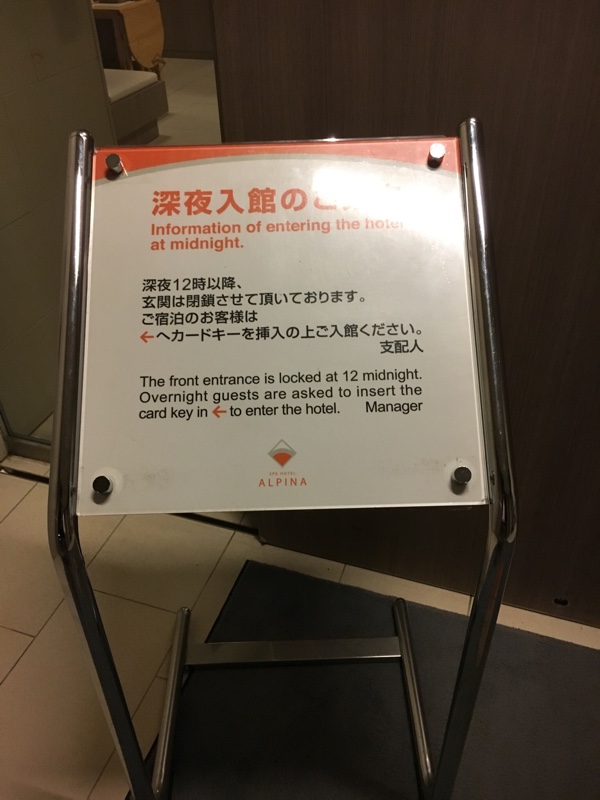 深夜入館のご
Information of entering the hotel
at midnight.
深夜12時以降、
玄関は閉鎖させて頂いております。
ご宿泊のお客様は
←へカードキーを挿入の上ご入館ください。
支配人
The front entrance is locked at 12 midnight.
Overnight guests are asked to insert the
card key in ← to enter the hotel. Manager
SPA HOTEL
ALPINA